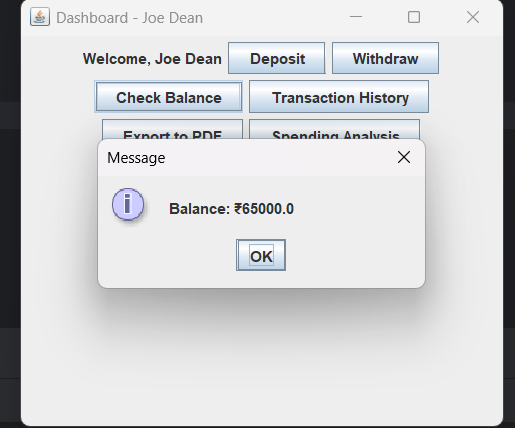 Dashboard - Joe Dean
Welcome, Joe Dean Deposit Withdraw
Check Balance Transaction History
Export to PDF Spending Analysis
Message
Balance: ₹65000.0
OK